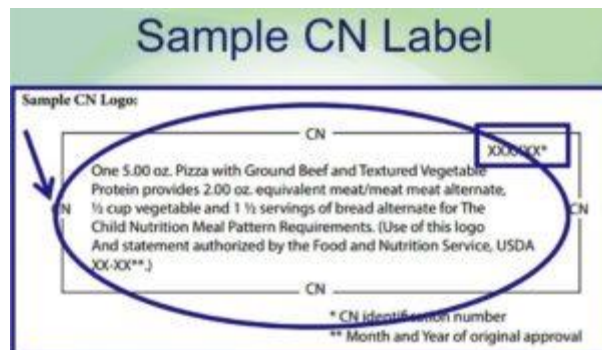 Sample CN Label
Sample CN Logo:
CN
XXXXXX*
One 5.00 oz. Pizza with Ground Beef and Textured Vegetable
Protein provides 2.00 oz. equivalent meat/meat meat alternate,
CN ½ cup vegetable and 1 ½ servings of bread alternate for The CN
Child Nutrition Meal Pattern Requirements. (Use of this logo
And statement authorized by the Food and Nutrition Service, USDA
XX-XX**.)
CN
* CN identification number
** Month and Year of original approval